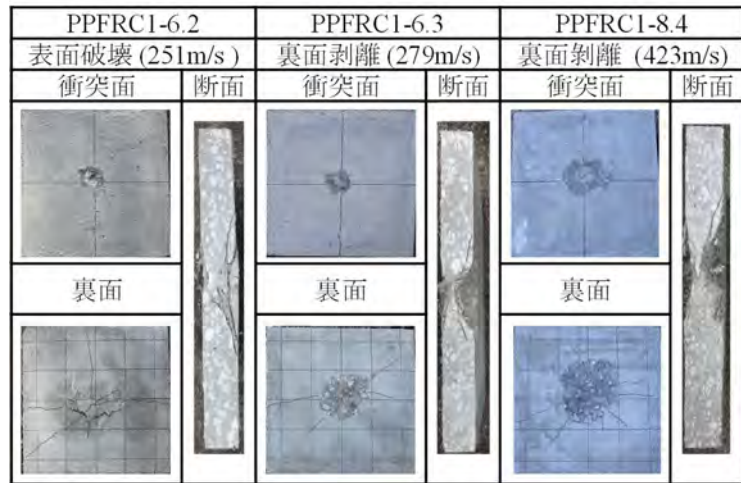 PPFRC1-6.2 PPFRC1-6.3 PPFRC1-8.4
表面破壊 (251m/s ) 裏面剥離 (279m/s) 裏面剝離 (423m/s)
衝突面 断面 衝突面 断面 衝突面 断面
裏面 裏面 裏面